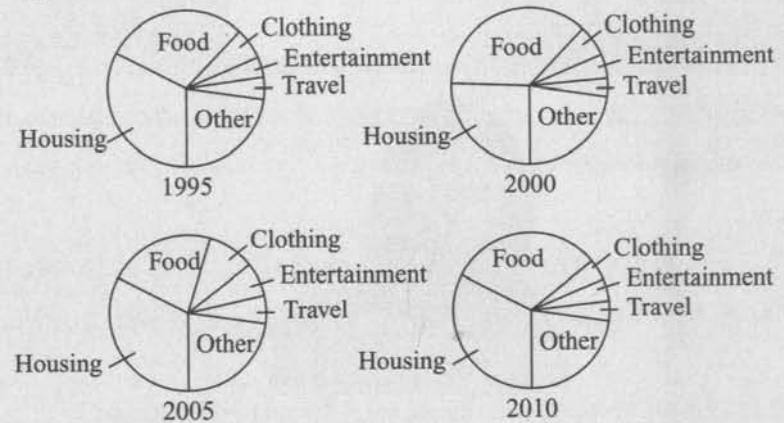 Food
Clothing
Entertainment
Travel
Other
Housing
1995
Food
Clothing
Entertainment
Travel
Other
Housing
2000
Food
Clothing
Entertainment
Travel
Other
Housing
2005
Food
Clothing
Entertainment
Travel
Other
Housing
2010